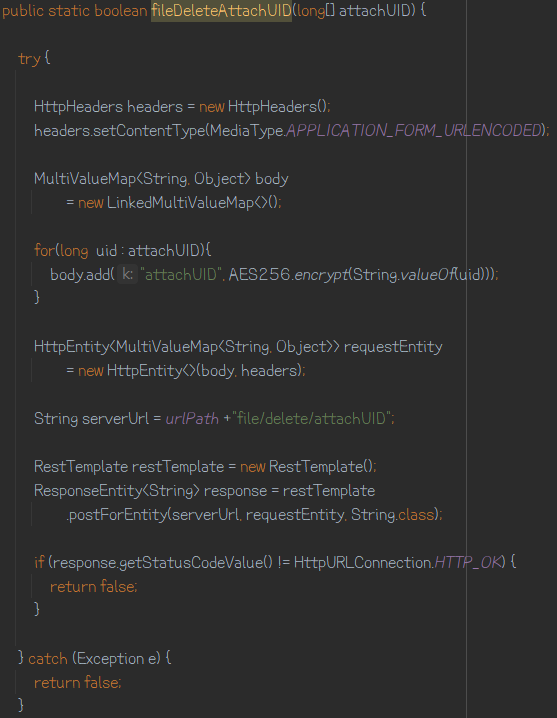 public static boolean fileDeleteAttachUID(long[] attachUID) {
try {
HttpHeaders headers = new HttpHeaders();
headers.setContentType(MediaType.APPLICATION_FORM_URLENCODED);
MultiValueMap<String, Object> body
= new LinkedMultiValueMap<>();
for(long uid : attachUID){
body.add( k: "attachUID", AES256.encrypt(String.valueOf(uid)));
}
HttpEntity<MultiValueMap<String, Object>> requestEntity
= new HttpEntity<>(body, headers);
String serverUrl = urlPath +"file/delete/attachUID";
RestTemplate restTemplate = new RestTemplate();
ResponseEntity<String> response = restTemplate
.postForEntity(serverUrl, requestEntity, String.class);
if (response.getStatusCodeValue() != HttpURLConnection.HTTP_OK) {
return false;
}
} catch (Exception e) {
return false;
}